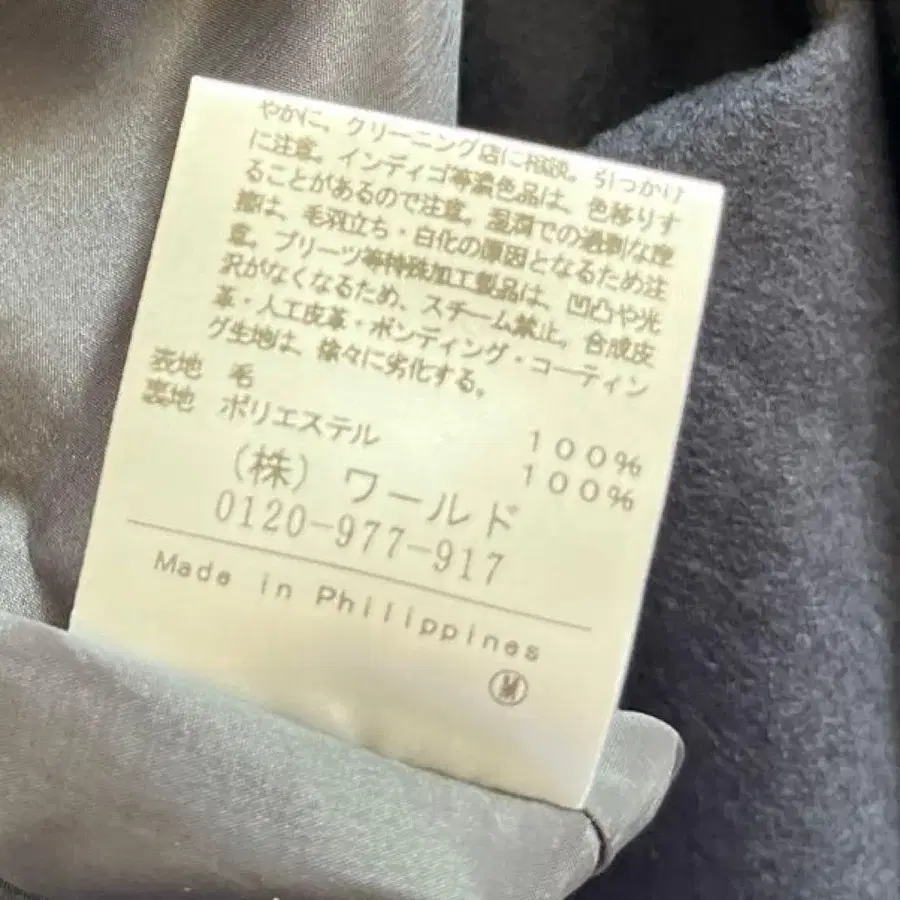 やかに、クリーニング店に相談。引っかけ
に注意。インディゴ等濃色品は、色移りす
ることがあるので注意。湿潤での過剰な摩
擦は、毛羽立ち・白化の原因となるため注
意。プリーツ等特殊加工製品は、凹凸や光
沢がなくなるため、スチーム禁止。合成皮
革・人工皮革・ボンディング・コーティン
グ生地は、徐々に劣化する。
表地 毛 100%
裏地 ポリエステル 100%
(株) ワールド
0120-977-917
Made in Philippines
M